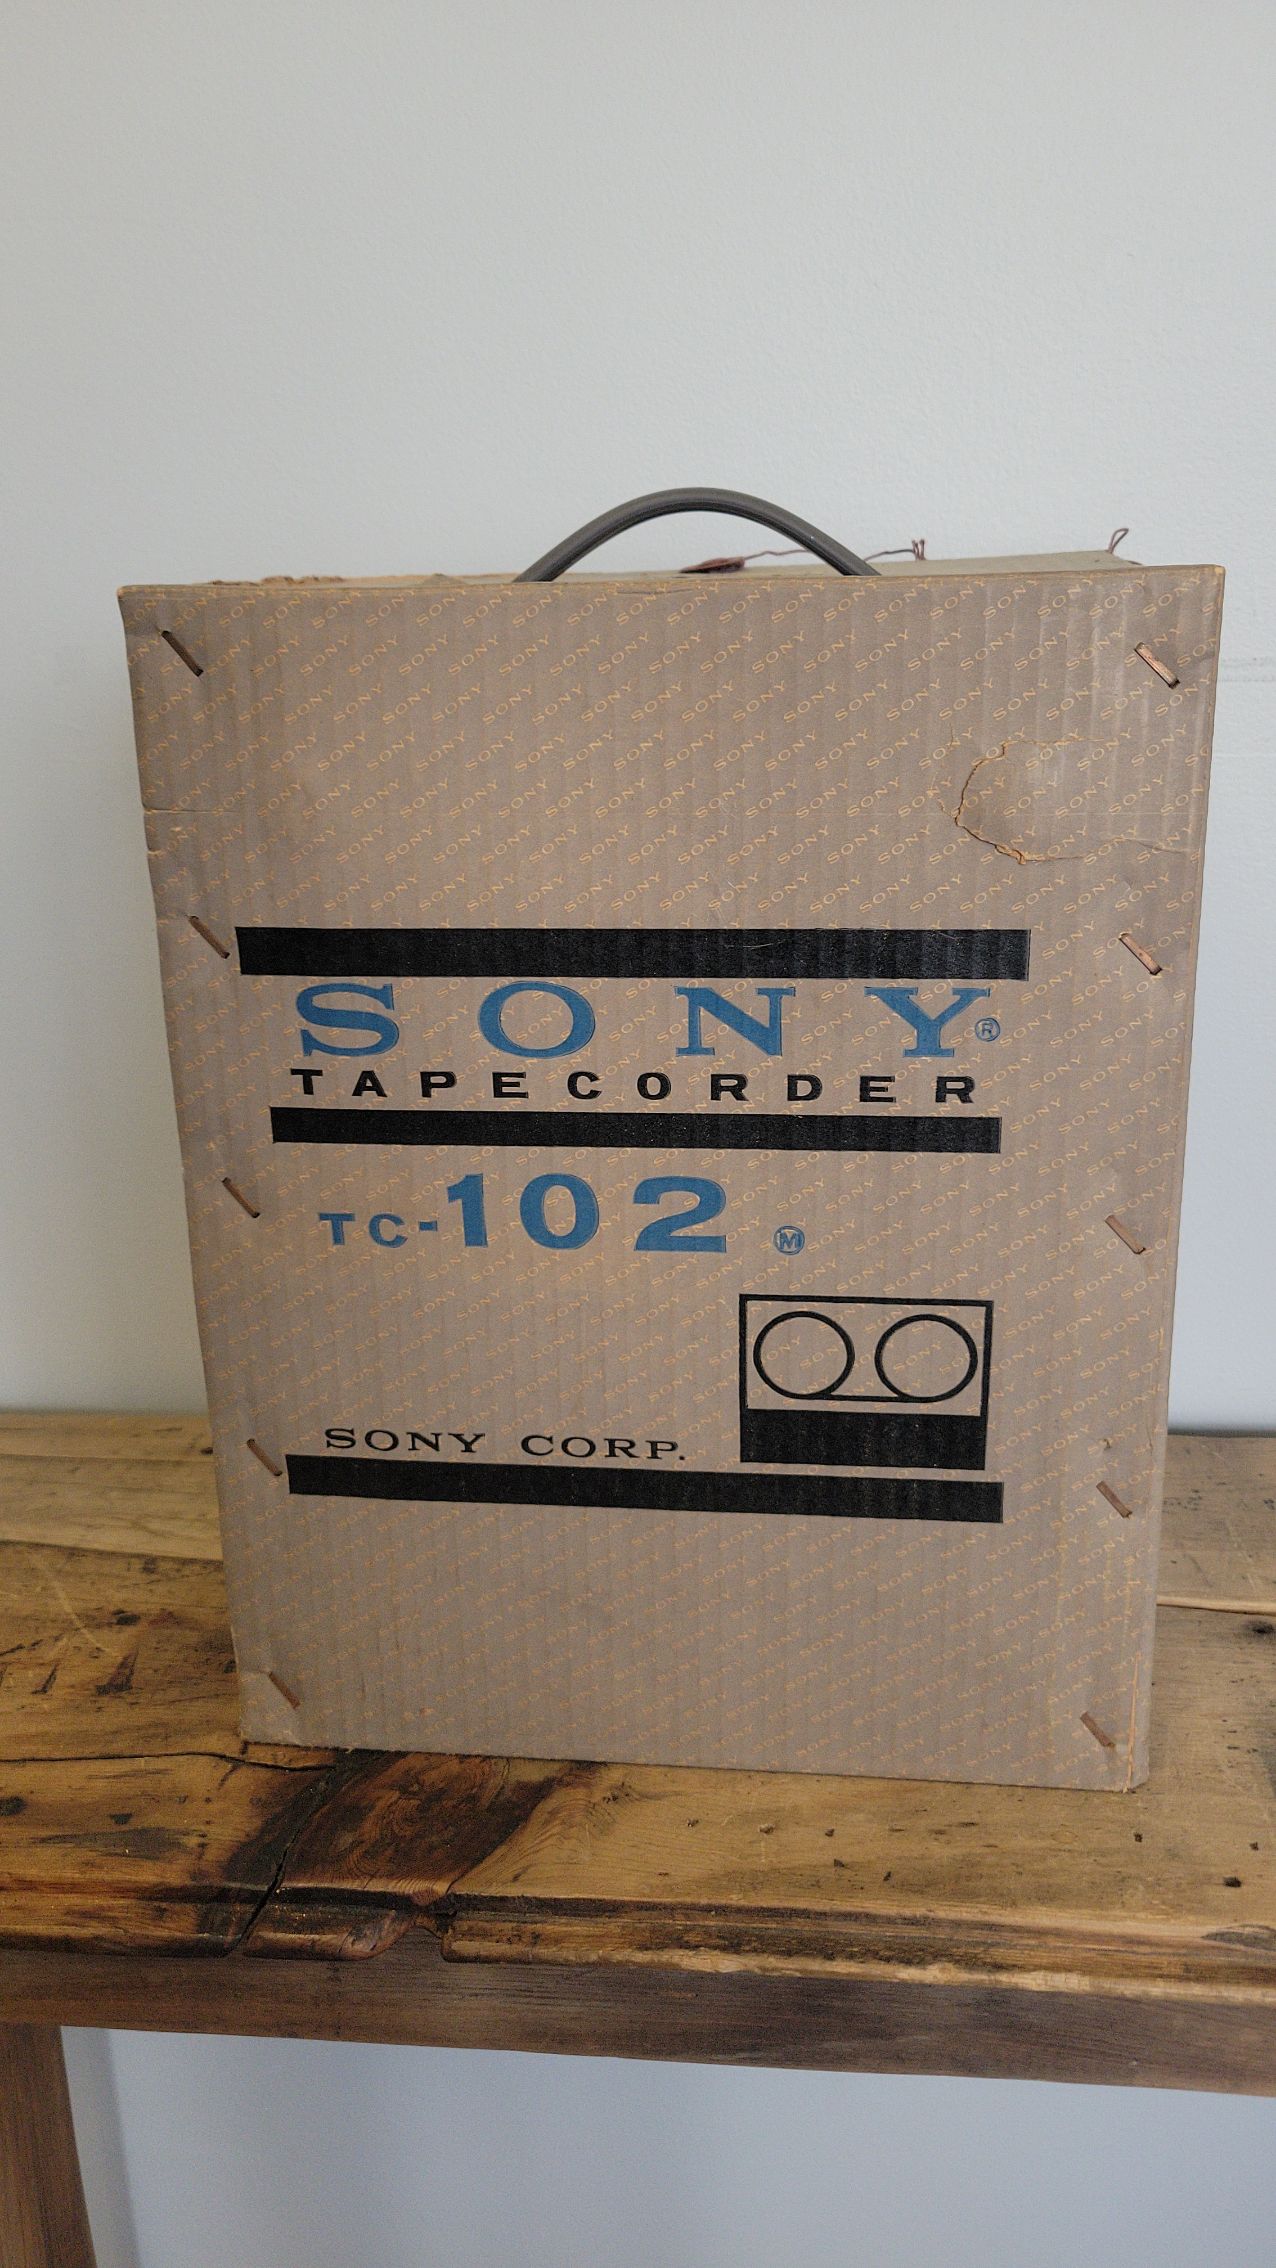 SONY®
TAPECORDER
TC-102 Ⓜ
SONY CORP.